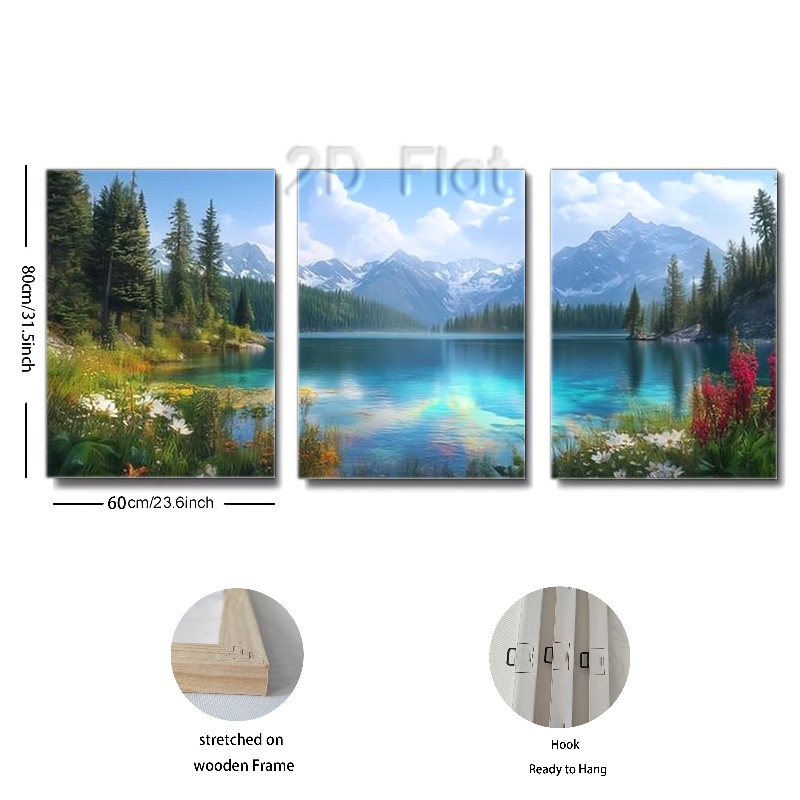 2D Flat
80cm/31.5inch
60cm/23.6inch
stretched on
wooden Frame
Hook
Ready to Hang